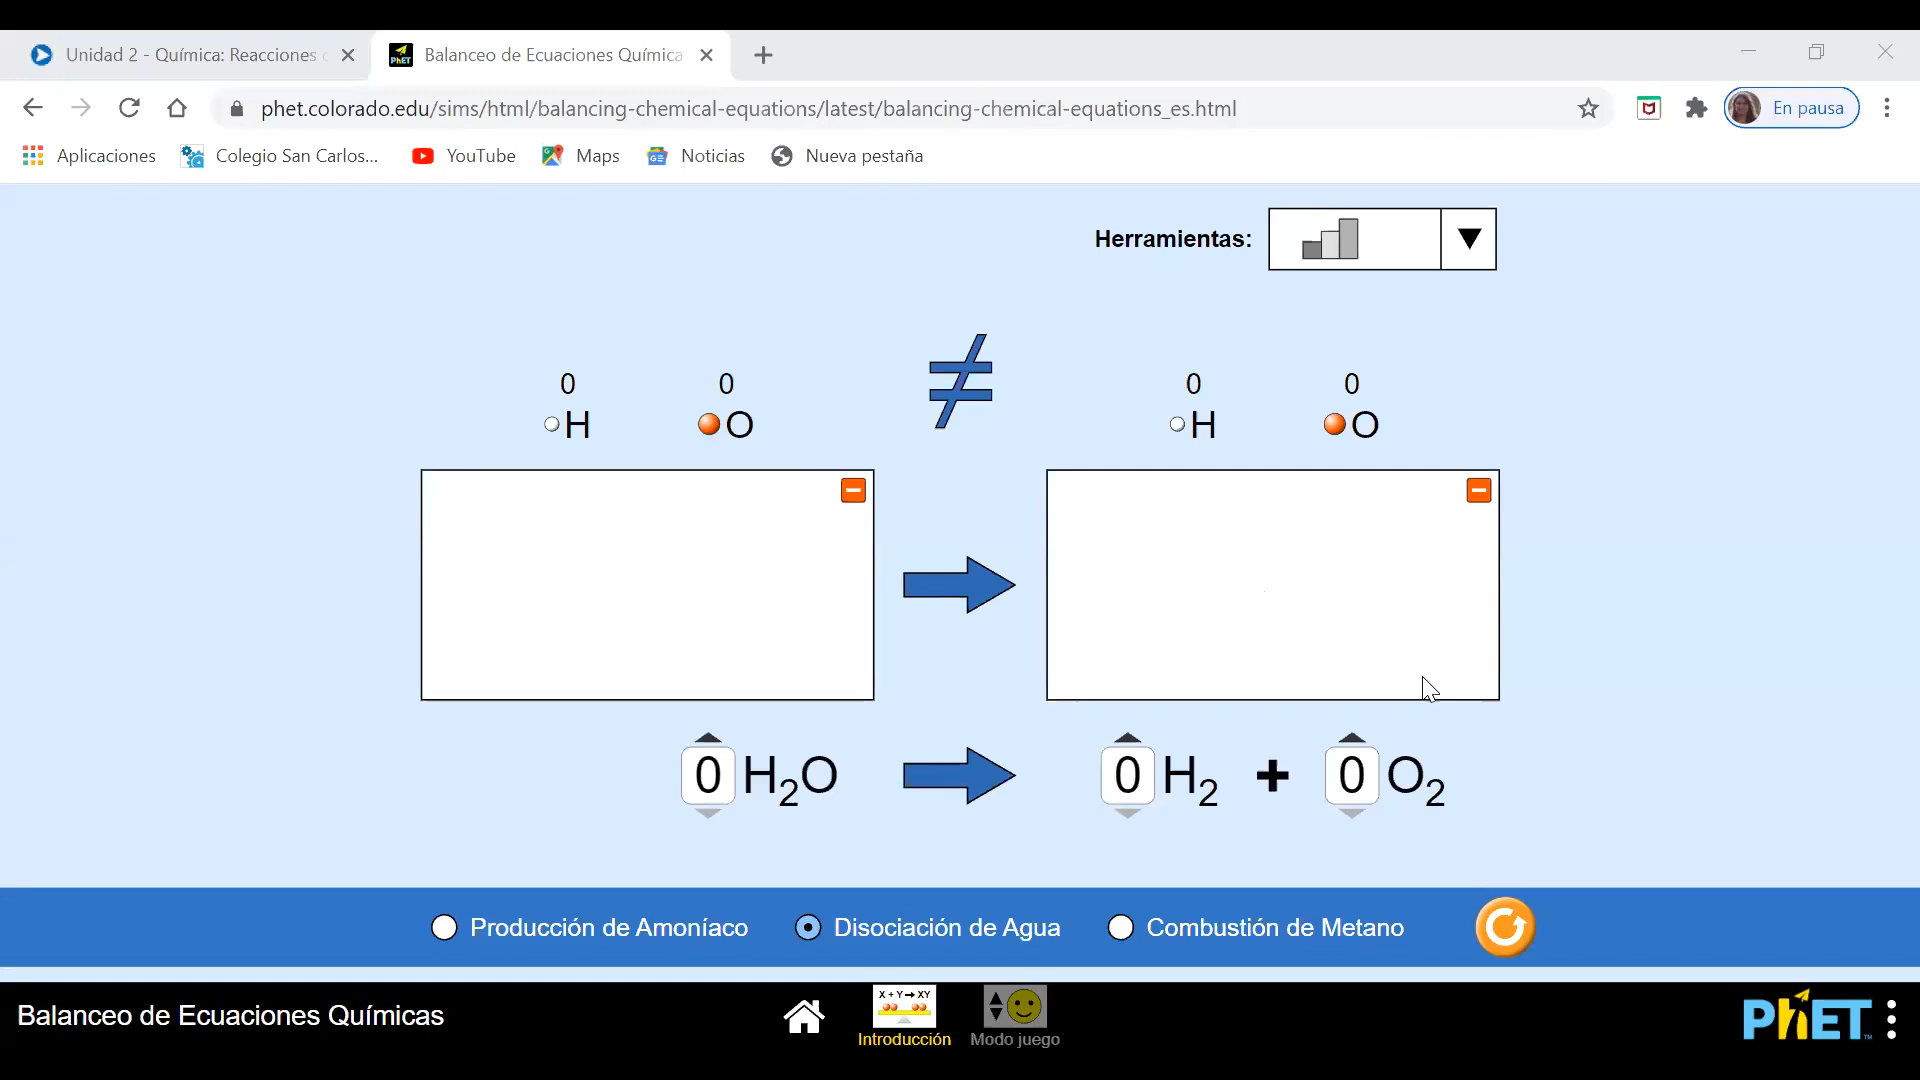 Unidad 2 - Química: Reacciones
Balanceo de Ecuaciones Química
phet.colorado.edu/sims/html/balancing-chemical-equations/latest/balancing-chemical-equations_es.html
En pausa
Aplicaciones
Colegio San Carlos...
YouTube
Maps
Noticias
Nueva pestaña
Herramientas:
0 0 ≠ 0 0
H O H O
0 H₂O 0 H₂ + 0 O₂
Producción de Amoníaco
Disociación de Agua
Combustión de Metano
Balanceo de Ecuaciones Químicas
X + Y → XY
Introducción
Modo juego
PhET